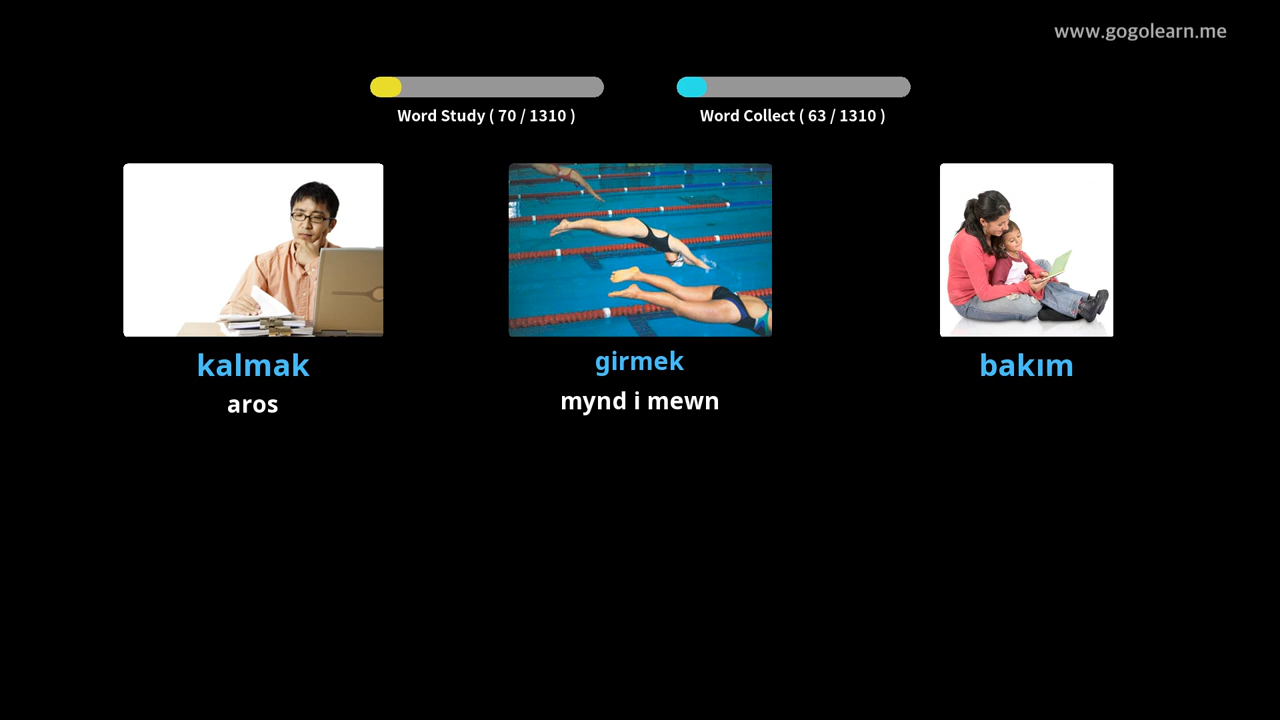 www.gogolearn.me
Word Study ( 70 / 1310 )
Word Collect ( 63 / 1310 )
kalmak
aros
girmek
mynd i mewn
bakım